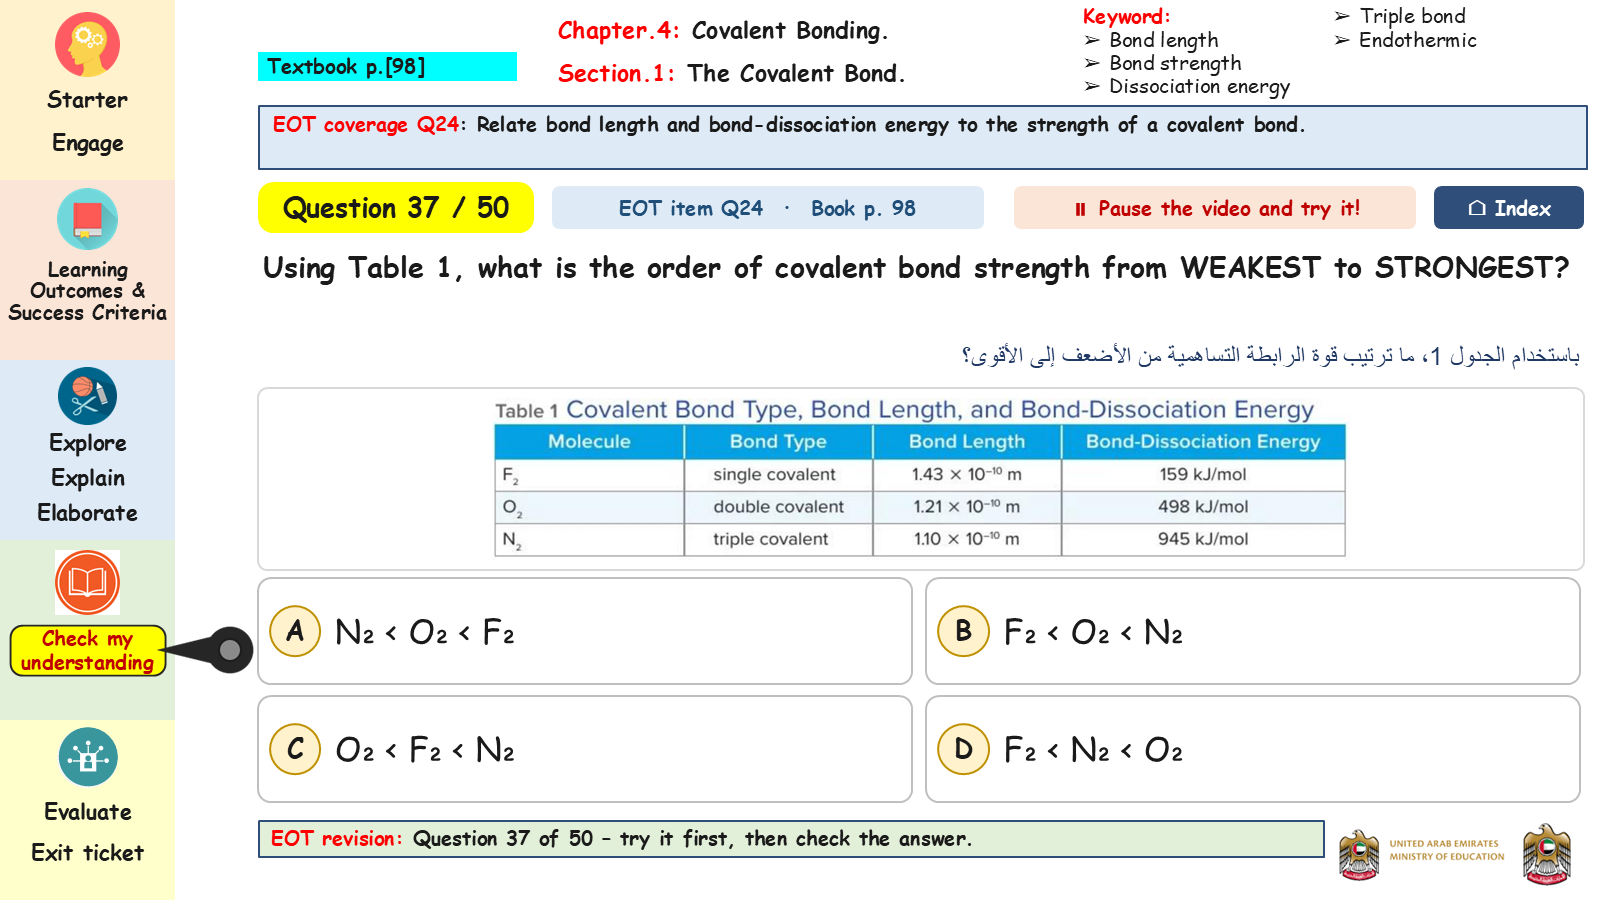 Starter
Engage
Learning
Outcomes &
Success Criteria
Explore
Explain
Elaborate
Check my
understanding
Evaluate
Exit ticket
Textbook p.[98]
Chapter.4: Covalent Bonding.
Section.1: The Covalent Bond.
Keyword:
➢ Bond length
➢ Bond strength
➢ Dissociation energy
➢ Triple bond
➢ Endothermic
EOT coverage Q24: Relate bond length and bond-dissociation energy to the strength of a covalent bond.
Question 37 / 50
EOT item Q24 · Book p. 98
⏸ Pause the video and try it!
Index
Using Table 1, what is the order of covalent bond strength from WEAKEST to STRONGEST?
باستخدام الجدول 1، ما ترتيب قوة الرابطة التساهمية من الأضعف إلى الأقوى؟
Table 1 Covalent Bond Type, Bond Length, and Bond-Dissociation Energy
Molecule Bond Type Bond Length Bond-Dissociation Energy
F₂ single covalent 1.43 × 10⁻¹⁰ m 159 kJ/mol
O₂ double covalent 1.21 × 10⁻¹⁰ m 498 kJ/mol
N₂ triple covalent 1.10 × 10⁻¹⁰ m 945 kJ/mol
A N₂ < O₂ < F₂
B F₂ < O₂ < N₂
C O₂ < F₂ < N₂
D F₂ < N₂ < O₂
EOT revision: Question 37 of 50 – try it first, then check the answer.
UNITED ARAB EMIRATES
MINISTRY OF EDUCATION